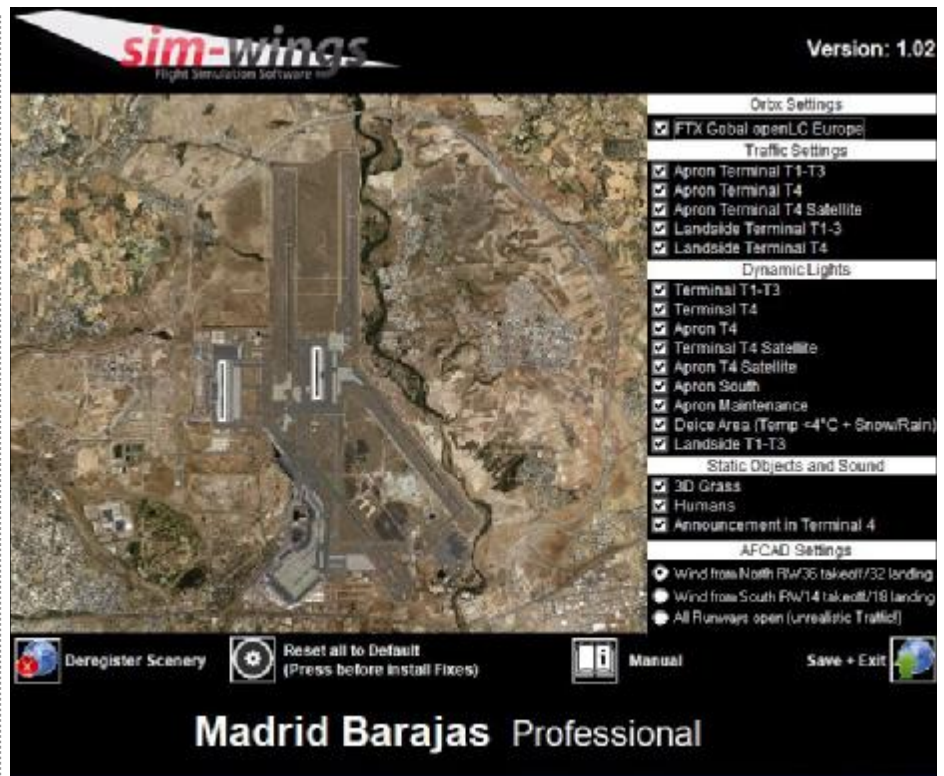 sim-wings
Flight Simulation Software
Version: 1.02
Orbx Settings
FTX Gobal openLC Europe
Traffic Settings
Apron Terminal T1-T3
Apron Terminal T4
Apron Terminal T4 Satellite
Landside Terminal T1-3
Landside Terminal T4
Dynamic Lights
Terminal T1-T3
Terminal T4
Apron T4
Terminal T4 Satellite
Apron T4 Satellite
Apron South
Apron Maintenance
Deice Area (Temp <4°C + Snow/Rain)
Landside T1-T3
Static Objects and Sound
3D Grass
Humans
Announcement in Terminal 4
AFCAD Settings
Wind from North RW36 takeoff/32 landing
Wind from South RW14 takeoff/18 landing
All Runways open (unrealistic Traffic!)
Deregister Scenery
Reset all to Default
(Press before install Fixes)
Manual
Save + Exit
Madrid Barajas Professional